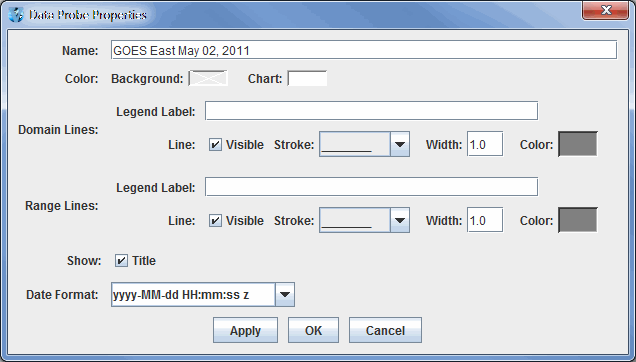 Data Probe Properties
Name: GOES East May 02, 2011
Color: Background: Chart:
Legend Label:
Domain Lines:
Line: Visible Stroke: Width: 1.0 Color:
Legend Label:
Range Lines:
Line: Visible Stroke: Width: 1.0 Color:
Show: Title
Date Format: yyyy-MM-dd HH:mm:ss z
Apply OK Cancel